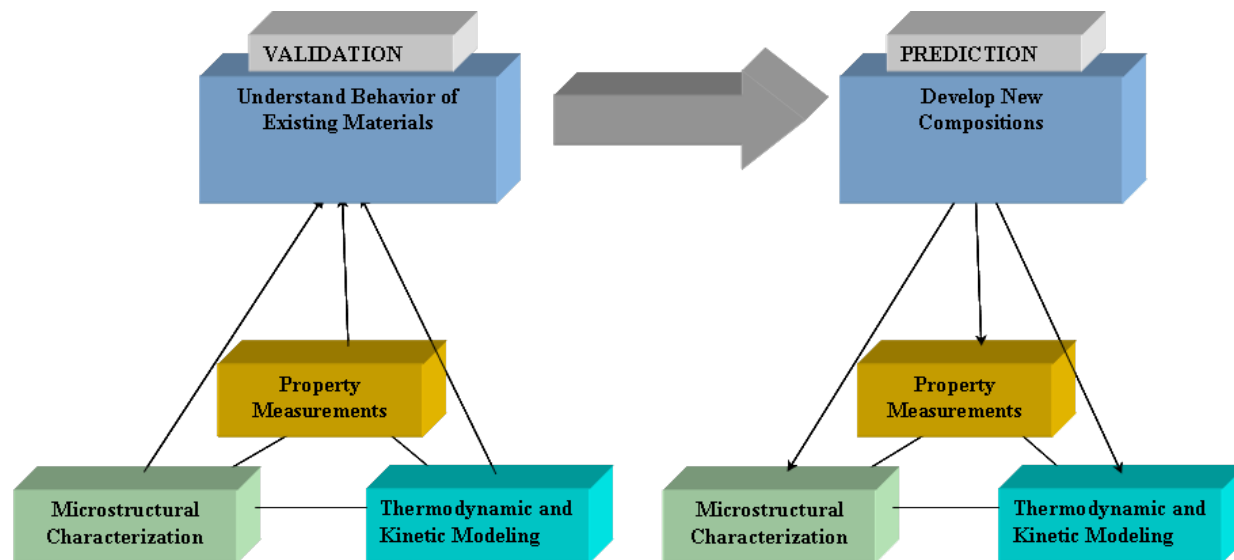 VALIDATION
Understand Behavior of
Existing Materials
Property
Measurements
Microstructural
Characterization
Thermodynamic and
Kinetic Modeling
PREDICTION
Develop New
Compositions
Property
Measurements
Microstructural
Characterization
Thermodynamic and
Kinetic Modeling